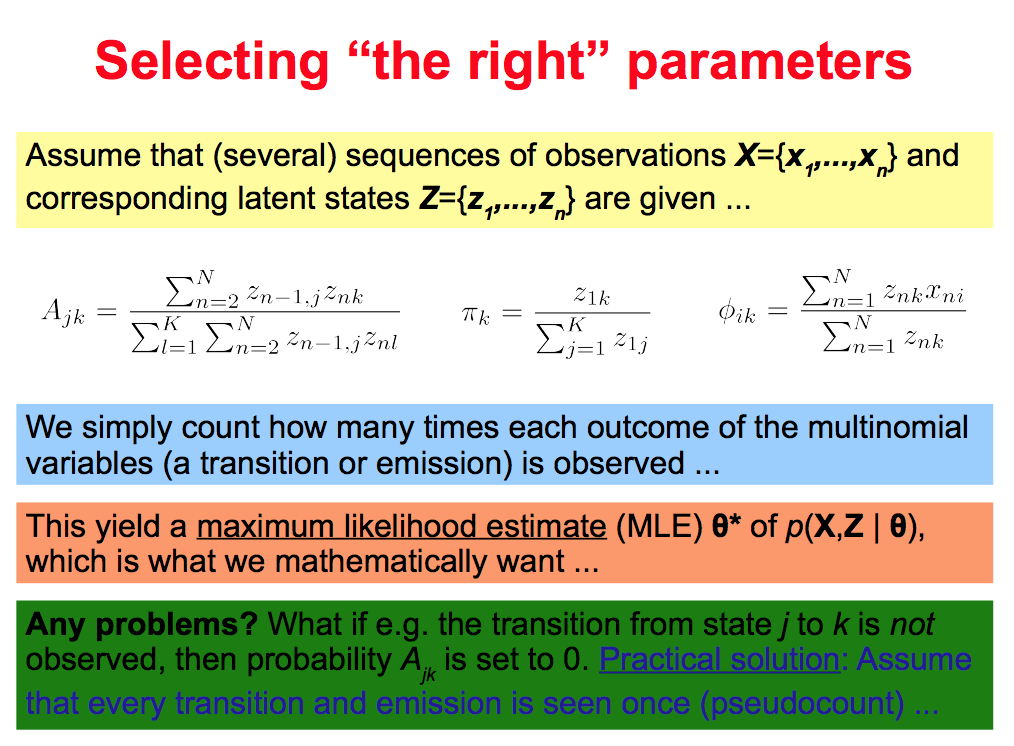 Selecting “the right” parameters
Assume that (several) sequences of observations X={x_1,...,x_n} and
corresponding latent states Z={z_1,...,z_n} are given ...
A_{jk} = \frac{\sum_{n=2}^{N} z_{n-1,j} z_{nk}}{\sum_{l=1}^{K} \sum_{n=2}^{N} z_{n-1,j} z_{nl}} π_k = \frac{z_{1k}}{\sum_{j=1}^{K} z_{1j}} ϕ_{ik} = \frac{\sum_{n=1}^{N} z_{nk} x_{ni}}{\sum_{n=1}^{N} z_{nk}}
We simply count how many times each outcome of the multinomial
variables (a transition or emission) is observed ...
This yield a maximum likelihood estimate (MLE) θ* of p(X,Z | θ),
which is what we mathematically want ...
Any problems? What if e.g. the transition from state j to k is not
observed, then probability A_{jk} is set to 0. Practical solution: Assume
that every transition and emission is seen once (pseudocount) ...